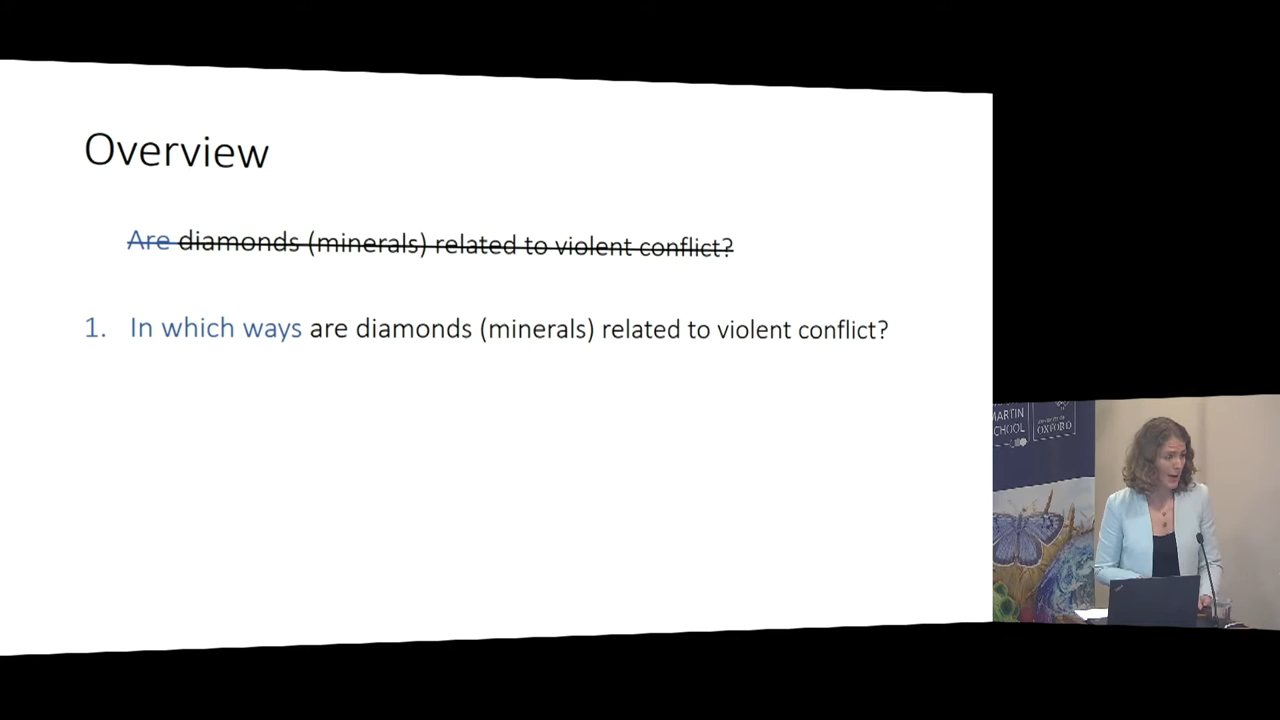 Overview
Are diamonds (minerals) related to violent conflict?
1. In which ways are diamonds (minerals) related to violent conflict?
MARTIN
CHOOL
OXFORD